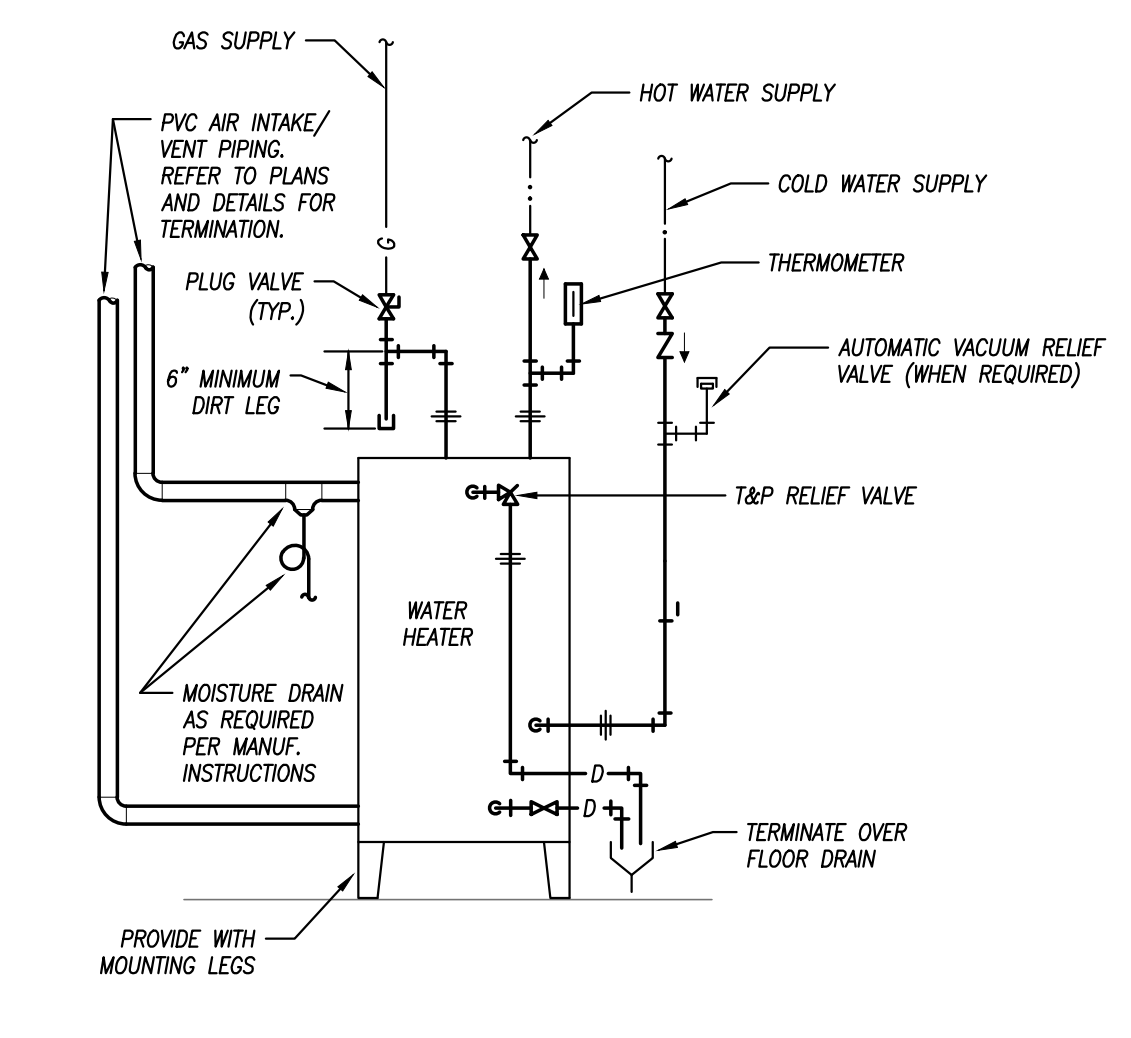 GAS SUPPLY
HOT WATER SUPPLY
PVC AIR INTAKE/
VENT PIPING.
REFER TO PLANS
AND DETAILS FOR
TERMINATION.
COLD WATER SUPPLY
G
THERMOMETER
PLUG VALVE
(TYP.)
AUTOMATIC VACUUM RELIEF
VALVE (WHEN REQUIRED)
6" MINIMUM
DIRT LEG
T&P RELIEF VALVE
WATER
HEATER
MOISTURE DRAIN
AS REQUIRED
PER MANUF.
INSTRUCTIONS
D
D
TERMINATE OVER
FLOOR DRAIN
PROVIDE WITH
MOUNTING LEGS